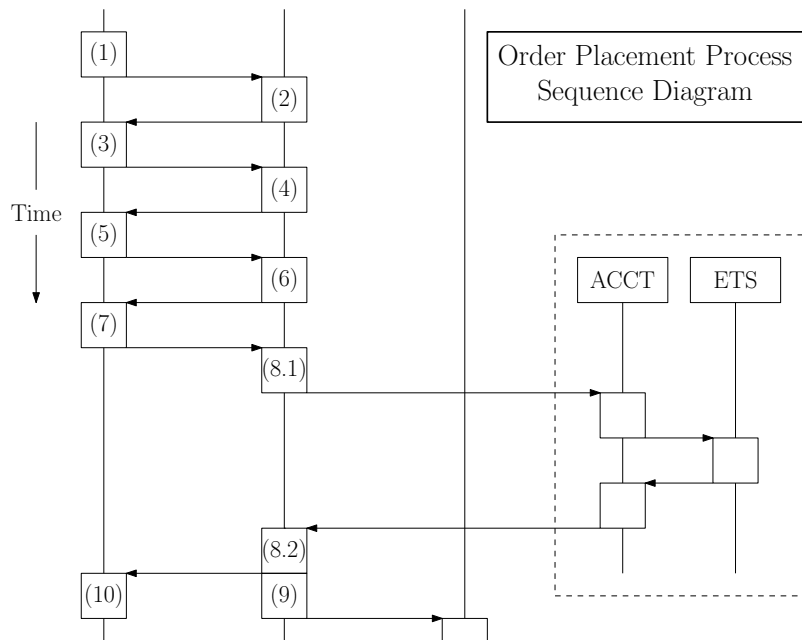 Order Placement Process
Sequence Diagram
(1)
(2)
(3)
(4)
Time
(5)
(6)
ACCT ETS
(7)
(8.1)
(8.2)
(10) (9)